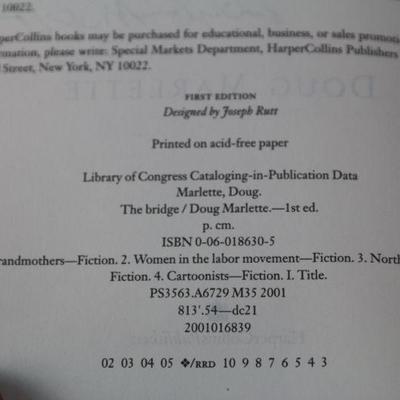 10022.
perCollins books may be purchased for educational, business, or sales promotio
rmation, please write: Special Markets Department, HarperCollins Publishers
Street, New York, NY 10022.
FIRST EDITION
Designed by Joseph Rutt
Printed on acid-free paper
Library of Congress Cataloging-in-Publication Data
Marlette, Doug.
The bridge / Doug Marlette.—1st ed.
p. cm.
ISBN 0-06-018630-5
randmothers—Fiction. 2. Women in the labor movement—Fiction. 3. North
Fiction. 4. Cartoonists—Fiction. I. Title.
PS3563.A6729 M35 2001
813'.54—dc21
2001016839
02 03 04 05 ❖/RRD 10 9 8 7 6 5 4 3